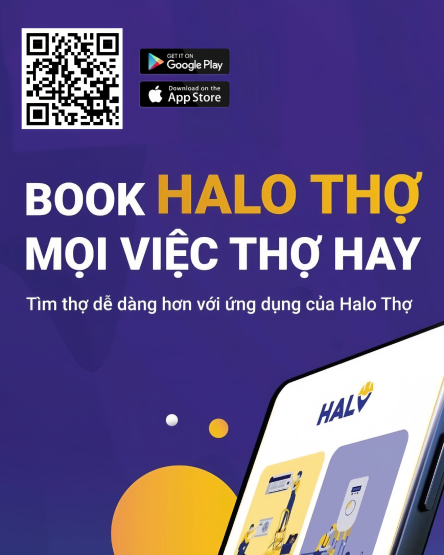 GET IT ON
Google Play
Download on the
App Store
BOOK HALO THỢ
MỌI VIỆC THỢ HAY
Tìm thợ dễ dàng hơn với ứng dụng của Halo Thợ
HALO